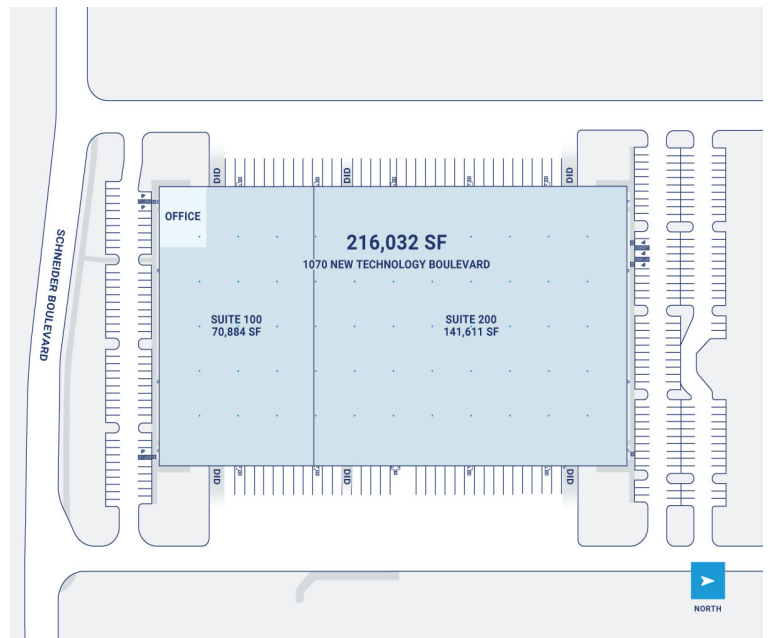 DID
DID
DID
OFFICE
216,032 SF
1070 NEW TECHNOLOGY BOULEVARD
SCHNEIDER BOULEVARD
SUITE 100
70,884 SF
SUITE 200
141,611 SF
DID
DID
DID
NORTH